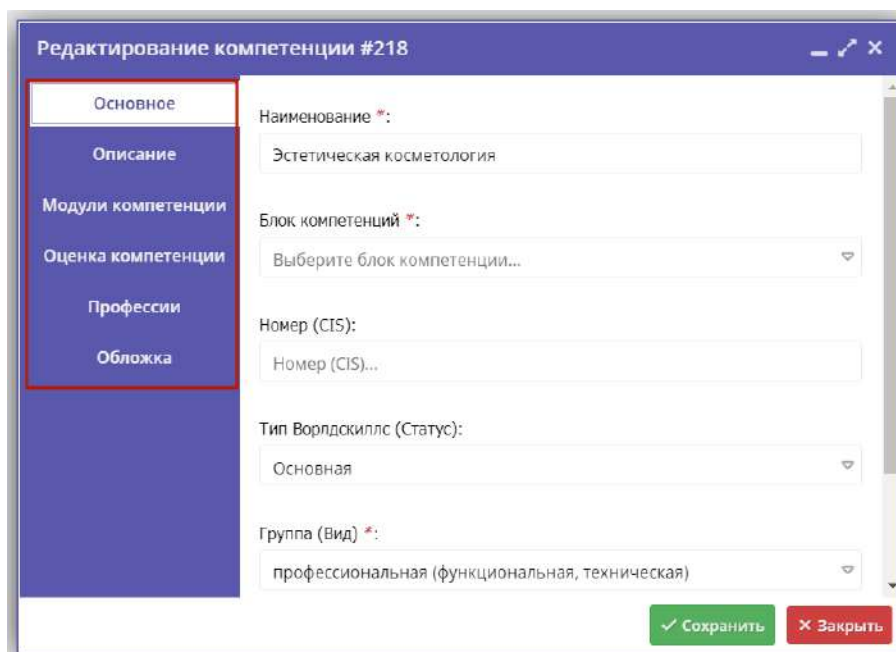 Редактирование компетенции #218
Основное
Описание
Модули компетенции
Оценка компетенции
Профессии
Обложка
Наименование *:
Эстетическая косметология
Блок компетенций *:
Выберите блок компетенции...
Номер (CIS):
Номер (CIS)...
Тип Ворлдскиллс (Статус):
Основная
Группа (Вид) *:
профессиональная (функциональная, техническая)
Сохранить
Закрыть